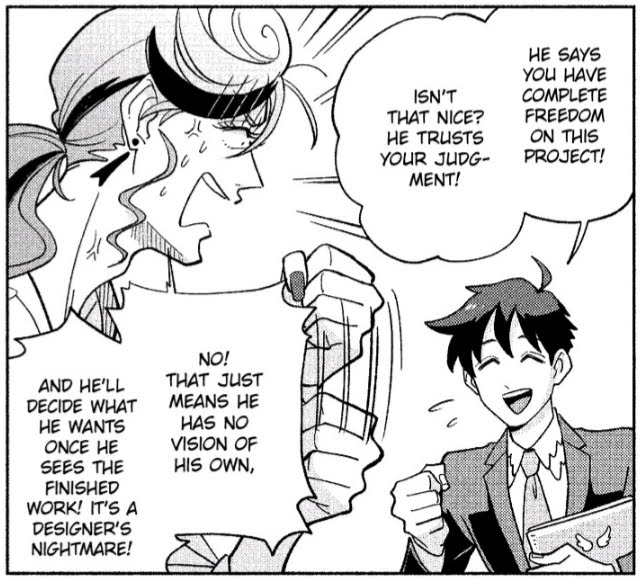 HE SAYS
YOU HAVE
COMPLETE
FREEDOM
ON THIS
PROJECT!
ISN'T
THAT NICE?
HE TRUSTS
YOUR JUDG-
MENT!
NO!
THAT JUST
MEANS HE
HAS NO
VISION OF
HIS OWN,
AND HE'LL
DECIDE WHAT
HE WANTS
ONCE HE
SEES THE
FINISHED
WORK! IT'S A
DESIGNER'S
NIGHTMARE!